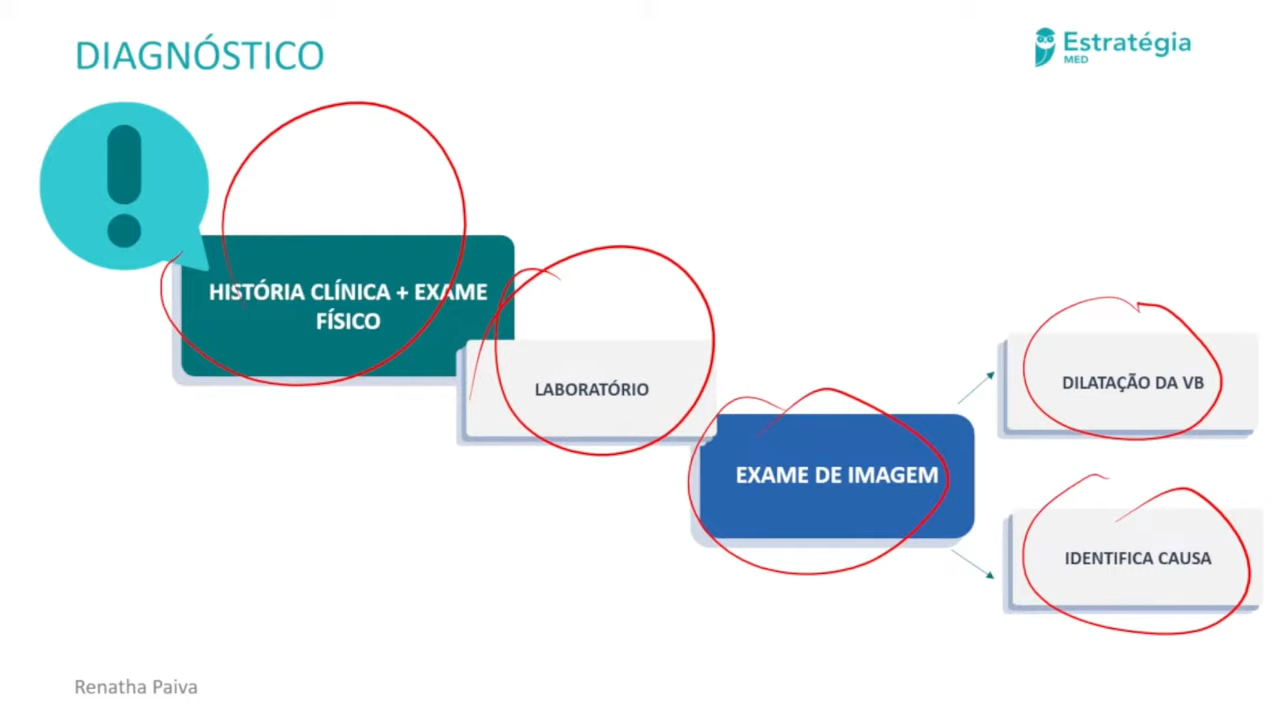 DIAGNÓSTICO
Estratégia
MED
HISTÓRIA CLÍNICA + EXAME
FÍSICO
LABORATÓRIO
EXAME DE IMAGEM
DILATAÇÃO DA VB
IDENTIFICA CAUSA
Renatha Paiva